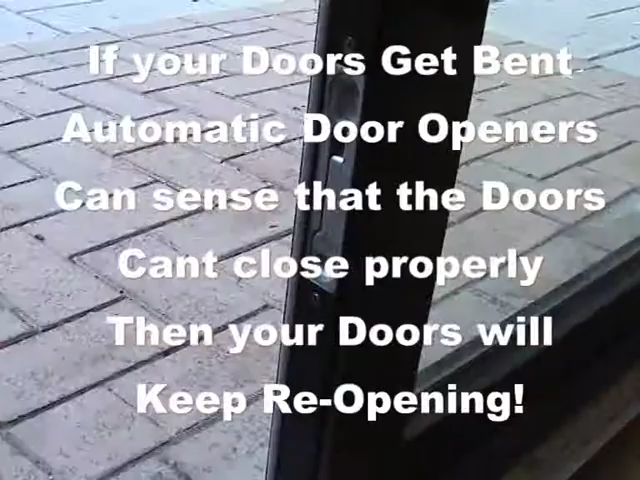 If your Doors Get Bent
Automatic Door Openers
Can sense that the Doors
Cant close properly
Then your Doors will
Keep Re-Opening!